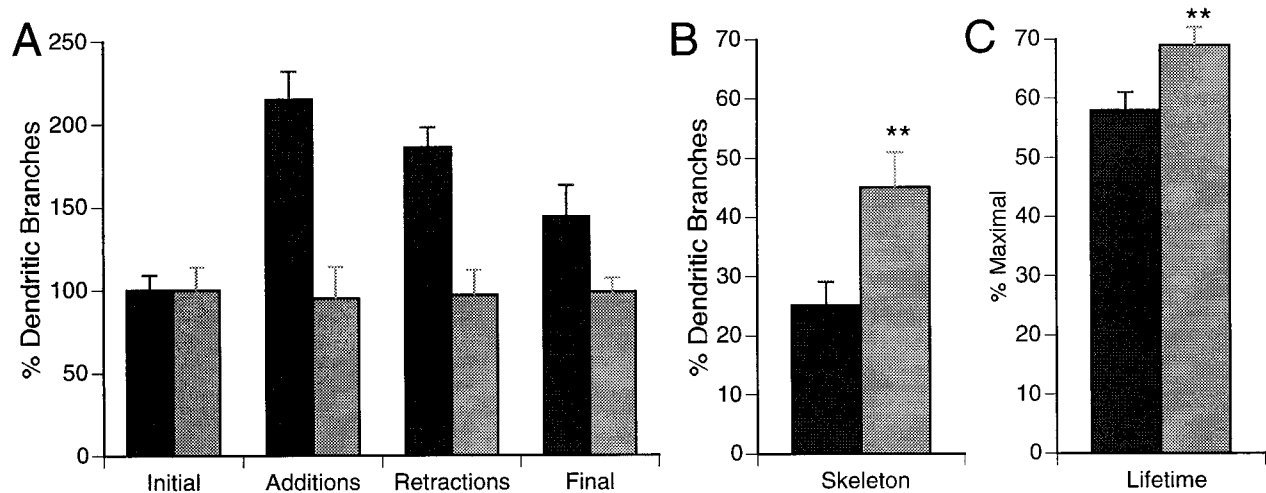 A
250
200
150
100
50
0
% Dendritic Branches
Initial Additions Retractions Final
B
70
60
50
40
30
20
10
0
% Dendritic Branches
**
Skeleton
C
70
60
50
40
30
20
10
0
% Maximal
**
Lifetime